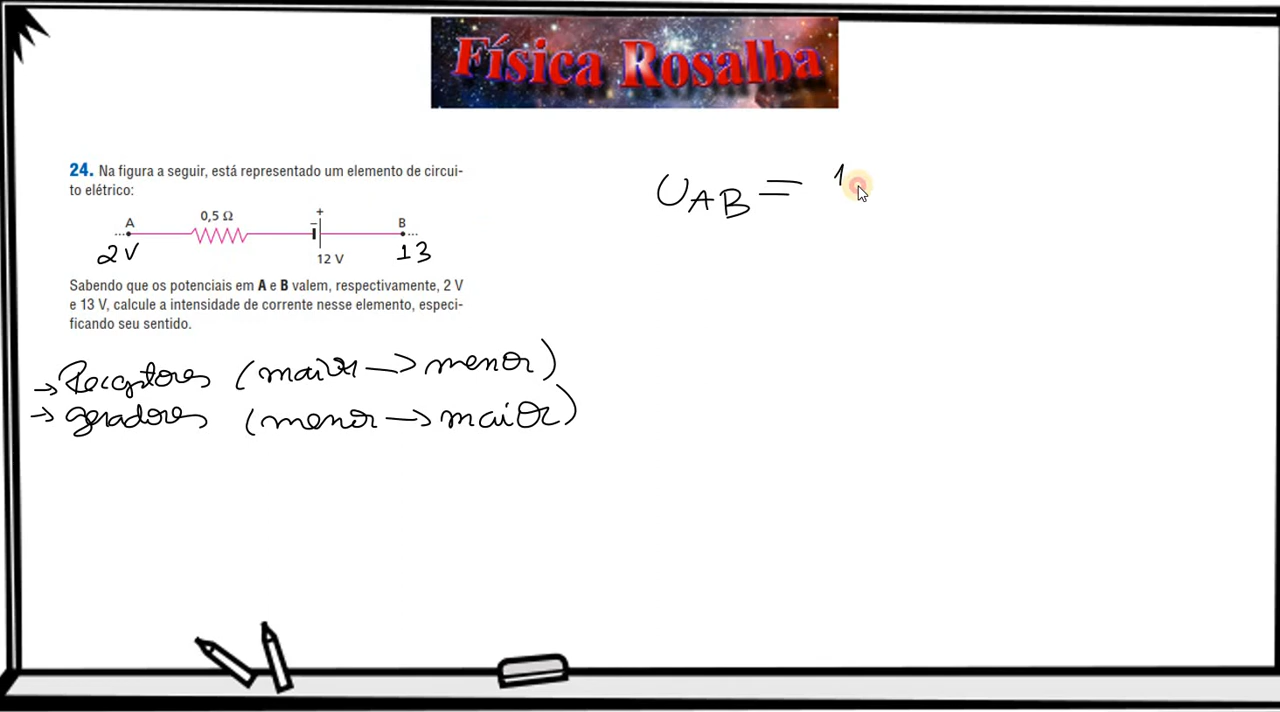 Física Rosalba
24. Na figura a seguir, está representado um elemento de circui-
to elétrico:
A 0,5 Ω + - B
2V 12 V 13
Sabendo que os potenciais em A e B valem, respectivamente, 2 V
e 13 V, calcule a intensidade de corrente nesse elemento, especi-
ficando seu sentido.
→ Receptores (maior → menor)
→ geradores (menor → maior)
UAB = 1